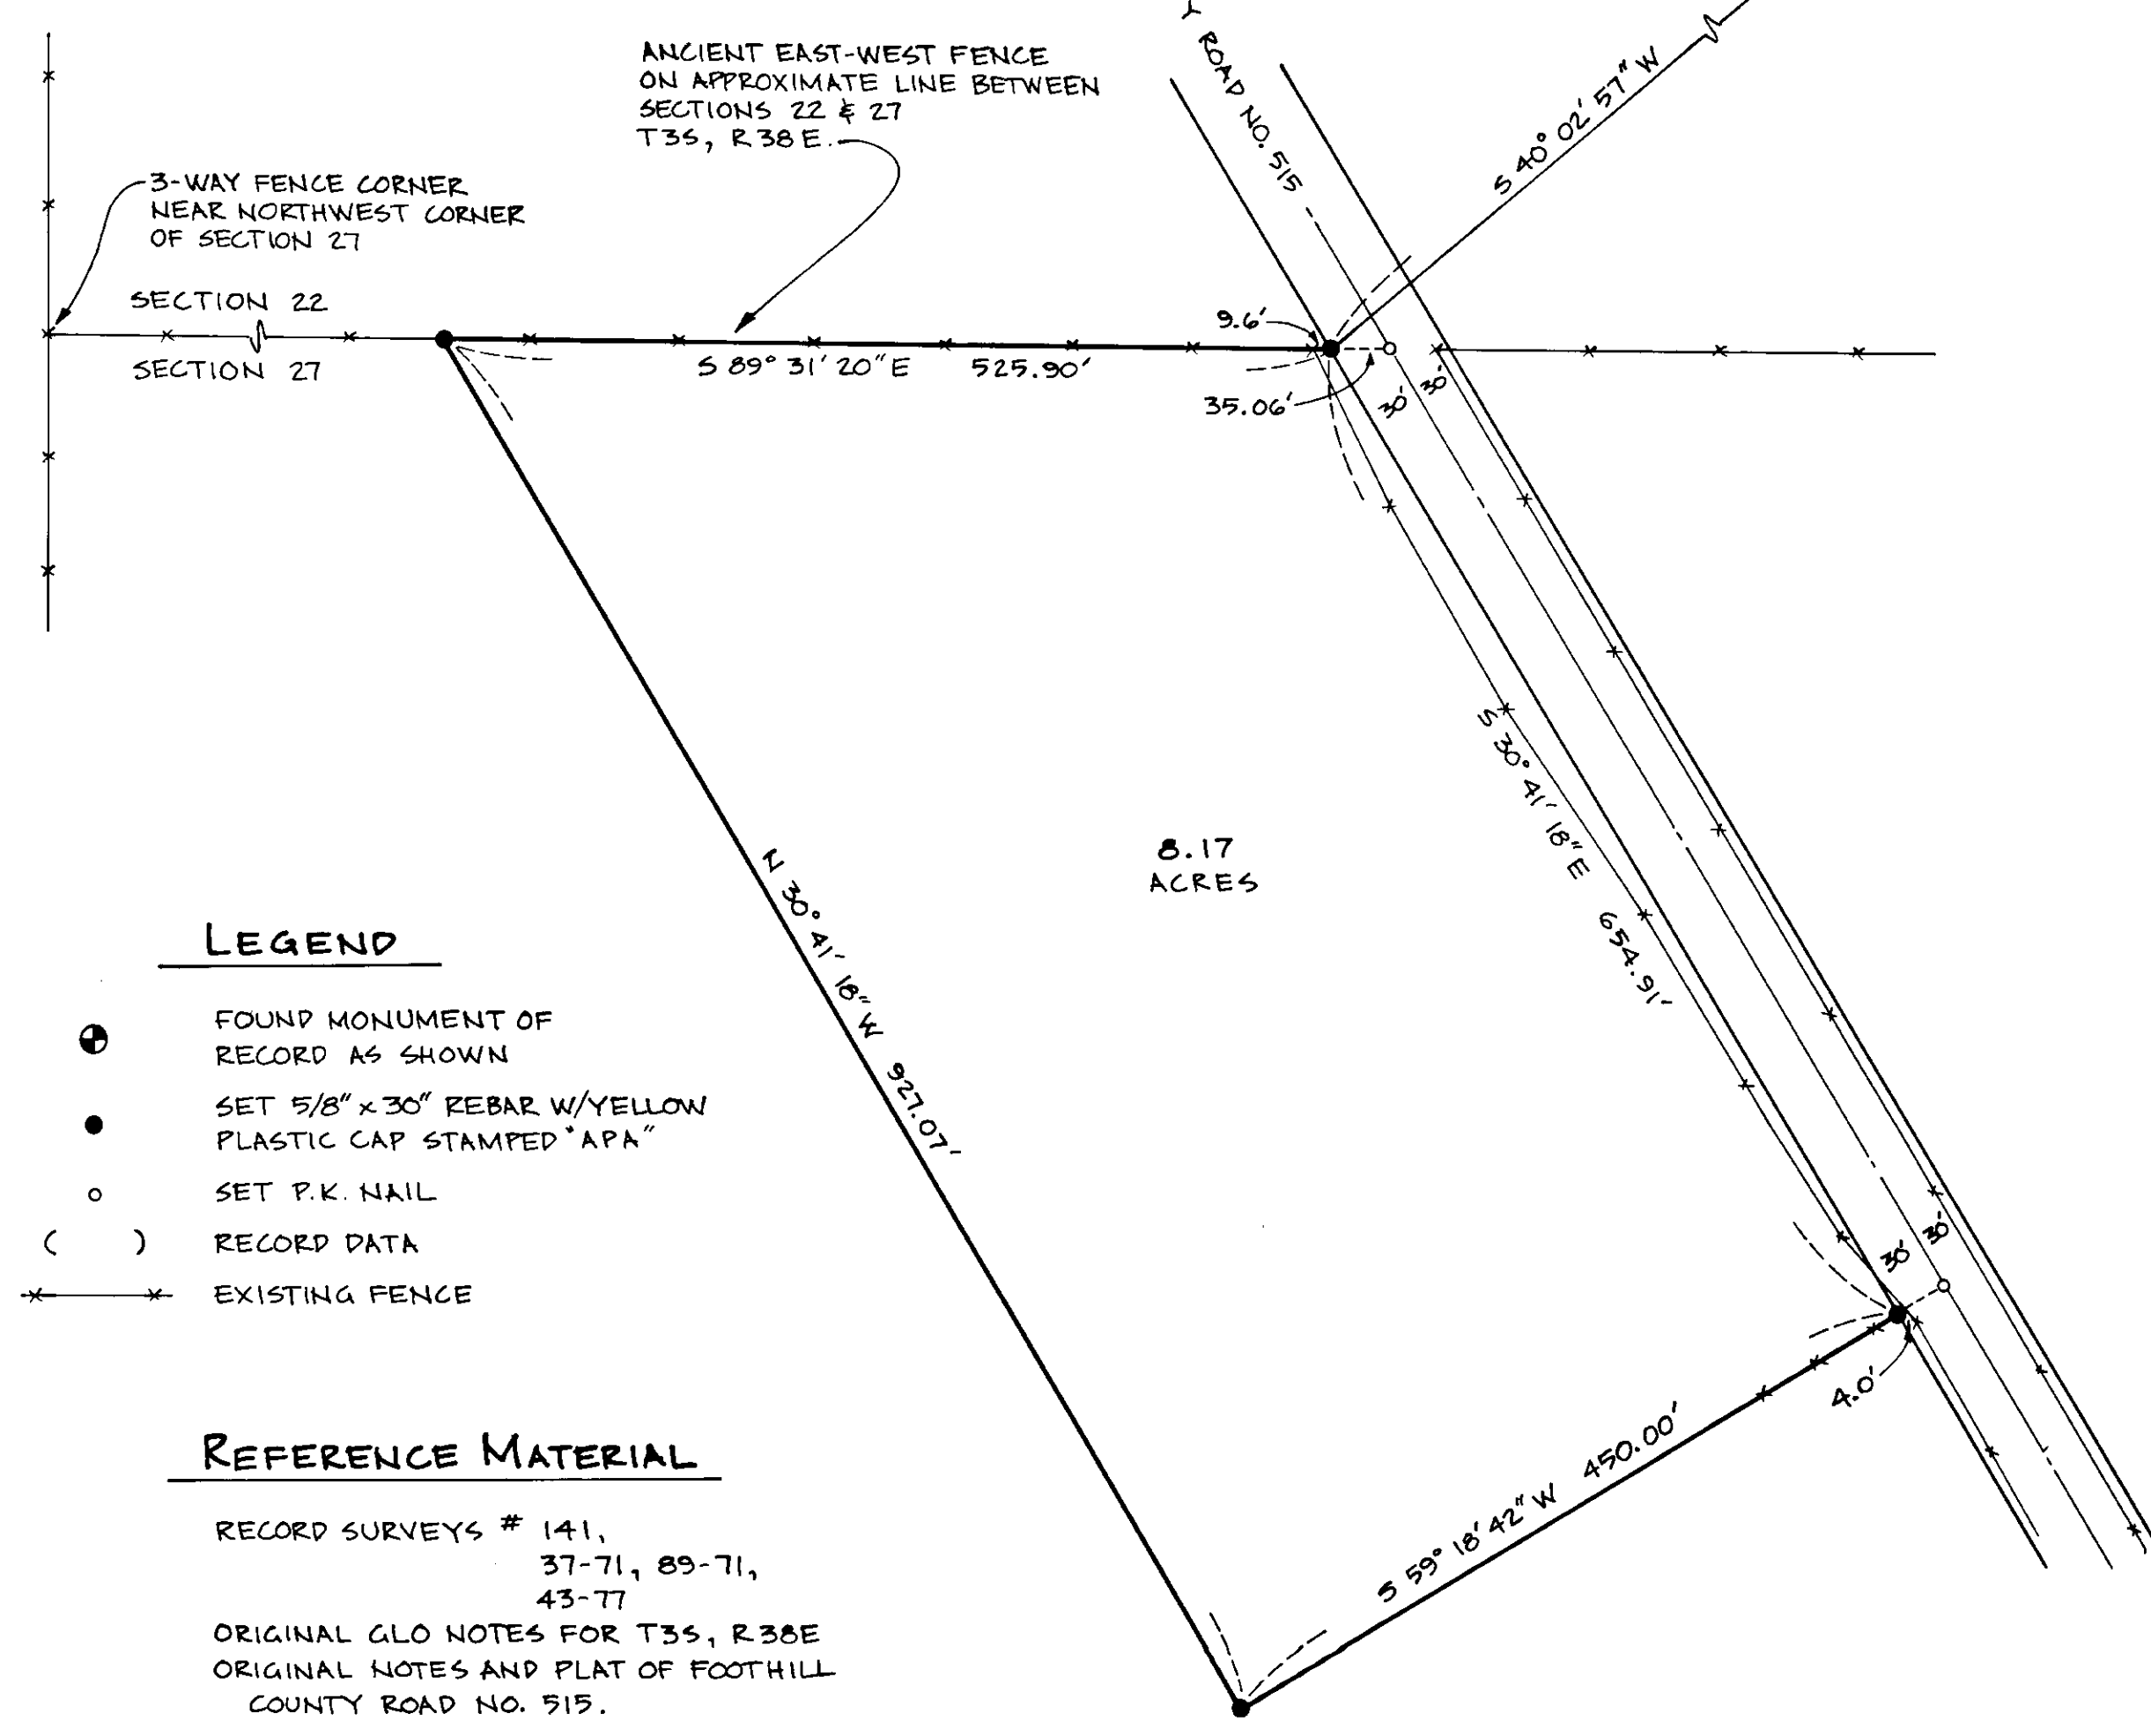 ANCIENT EAST-WEST FENCE
ON APPROXIMATE LINE BETWEEN
SECTIONS 22 & 27
T3S, R38E.
Y ROAD NO. 515
S 40° 02' 57" W
3-WAY FENCE CORNER
NEAR NORTHWEST CORNER
OF SECTION 27
SECTION 22
SECTION 27
S 89° 31' 20" E 525.90'
9.6'
35.06'
30' 30'
S 30° 41' 18" E 654.91'
8.17
ACRES
N 30° 41' 18" W 927.07'
30' 30'
4.0'
S 59° 18' 42" W 450.00'
LEGEND
FOUND MONUMENT OF
RECORD AS SHOWN
SET 5/8" x 30" REBAR W/YELLOW
PLASTIC CAP STAMPED "APA"
SET P.K. NAIL
( ) RECORD DATA
EXISTING FENCE
REFERENCE MATERIAL
RECORD SURVEYS # 141,
37-71, 89-71,
43-77
ORIGINAL GLO NOTES FOR T3S, R38E
ORIGINAL NOTES AND PLAT OF FOOTHILL
COUNTY ROAD NO. 515.